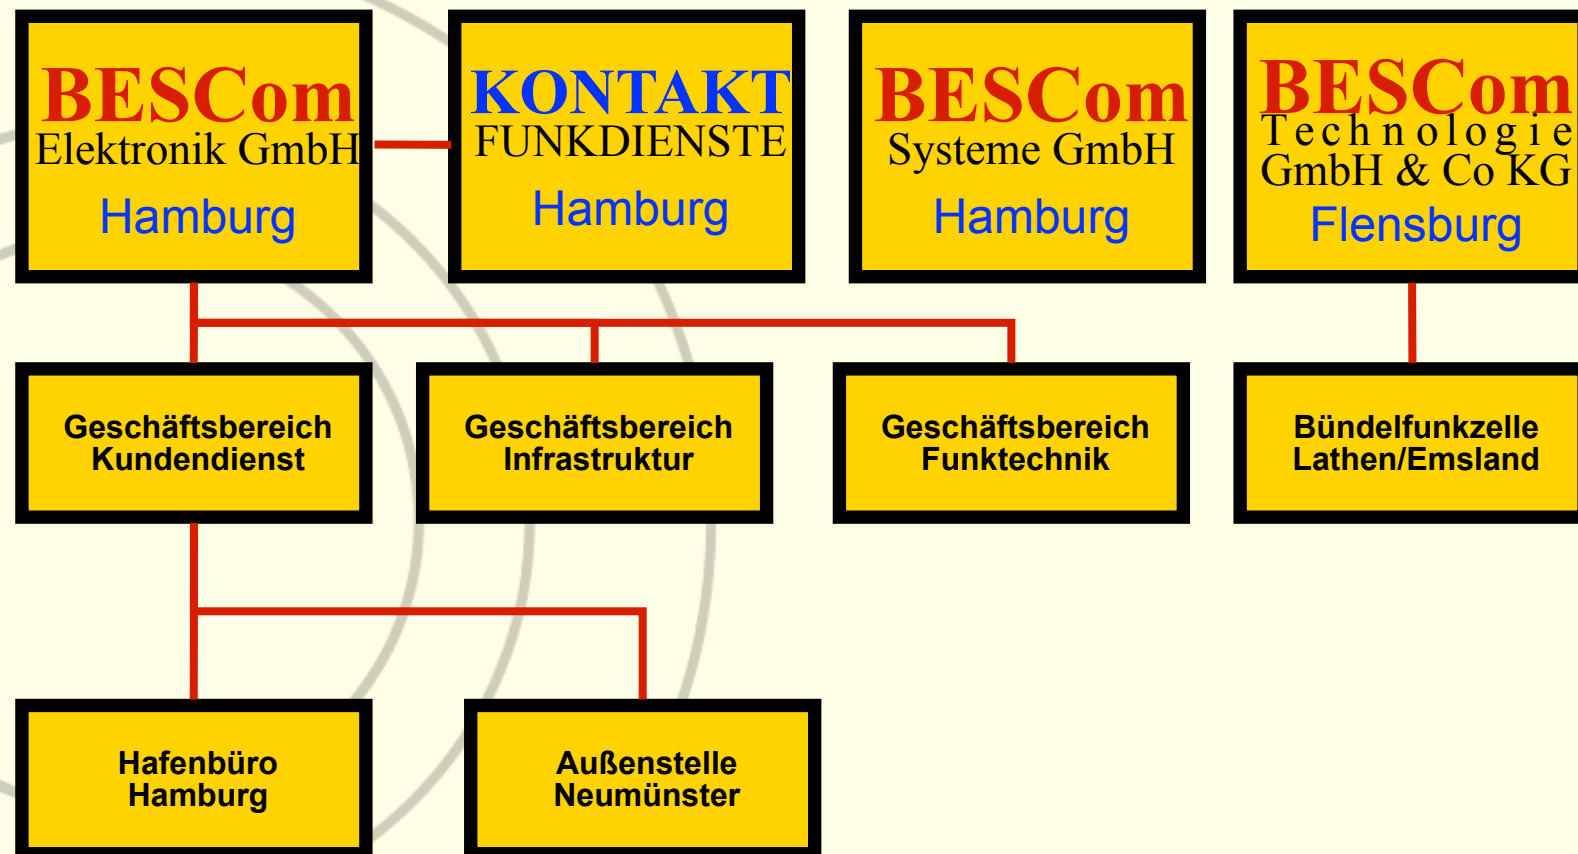 BESCom
Elektronik GmbH
Hamburg
KONTAKT
FUNKDIENSTE
Hamburg
BESCom
Systeme GmbH
Hamburg
BESCom
Technologie
GmbH & Co KG
Flensburg
Geschäftsbereich
Kundendienst
Geschäftsbereich
Infrastruktur
Geschäftsbereich
Funktechnik
Bündelfunkzelle
Lathen/Emsland
Hafenbüro
Hamburg
Außenstelle
Neumünster